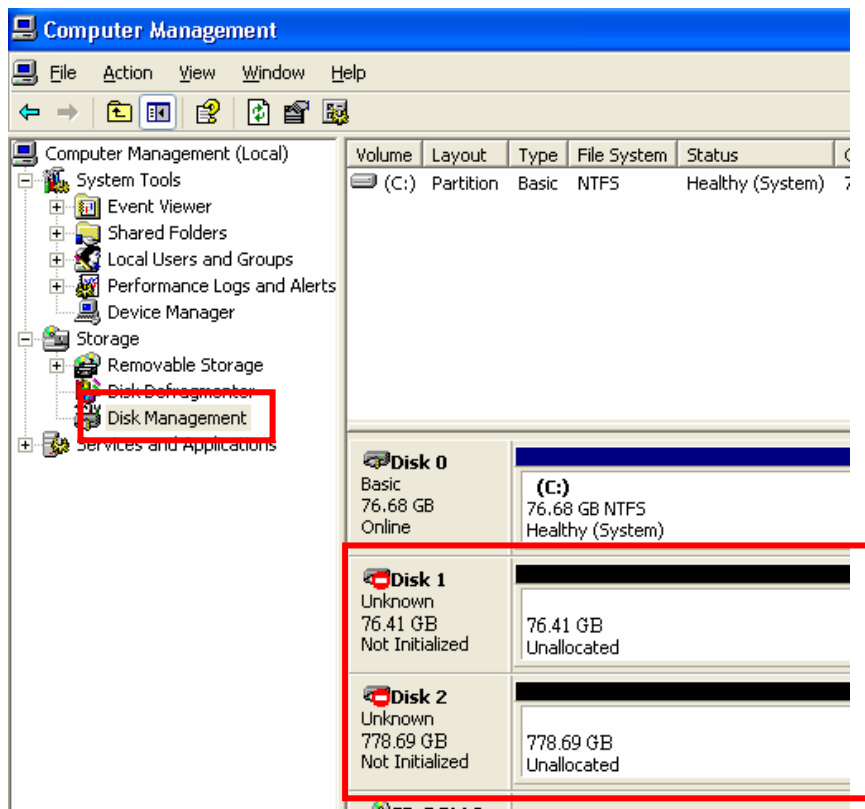 Computer Management
File Action View Window Help
Computer Management (Local)
System Tools
Event Viewer
Shared Folders
Local Users and Groups
Performance Logs and Alerts
Device Manager
Storage
Removable Storage
Disk Defragmenter
Disk Management
Services and Applications
Volume Layout Type File System Status
(C:) Partition Basic NTFS Healthy (System)
Disk 0
Basic
76.68 GB
Online
(C:)
76.68 GB NTFS
Healthy (System)
Disk 1
Unknown
76.41 GB
Not Initialized
76.41 GB
Unallocated
Disk 2
Unknown
778.69 GB
Not Initialized
778.69 GB
Unallocated